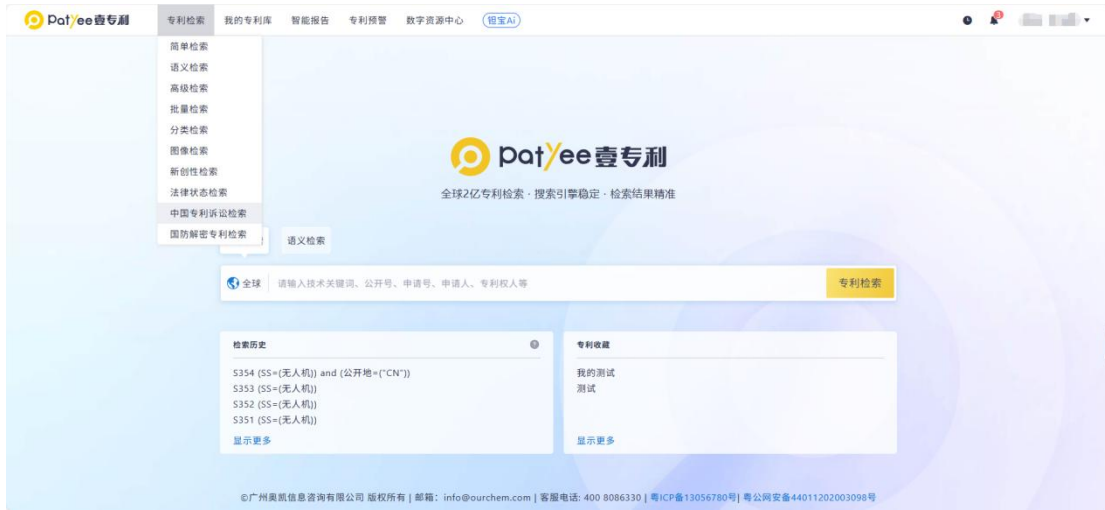 Patyee壹专利 专利检索 我的专利库 智能报告 专利预警 数字资源中心 钽宝Ai 3
简单检索
语义检索
高级检索
批量检索
分类检索
图像检索
新创性检索
法律状态检索
中国专利诉讼检索
国防解密专利检索
Patyee壹专利
全球2亿专利检索 · 搜索引擎稳定 · 检索结果精准
语义检索
全球 请输入技术关键词、公开号、申请号、申请人、专利权人等 专利检索
检索历史 ?
S354 (SS=(无人机)) and (公开地=("CN"))
S353 (SS=(无人机))
S352 (SS=(无人机))
S351 (SS=(无人机))
显示更多
专利收藏
我的测试
测试
显示更多
©广州奥凯信息咨询有限公司 版权所有 | 邮箱：info@ourchem.com | 客服电话: 400 8086330 | 粤ICP备13056780号| 粤公网安备44011202003098号